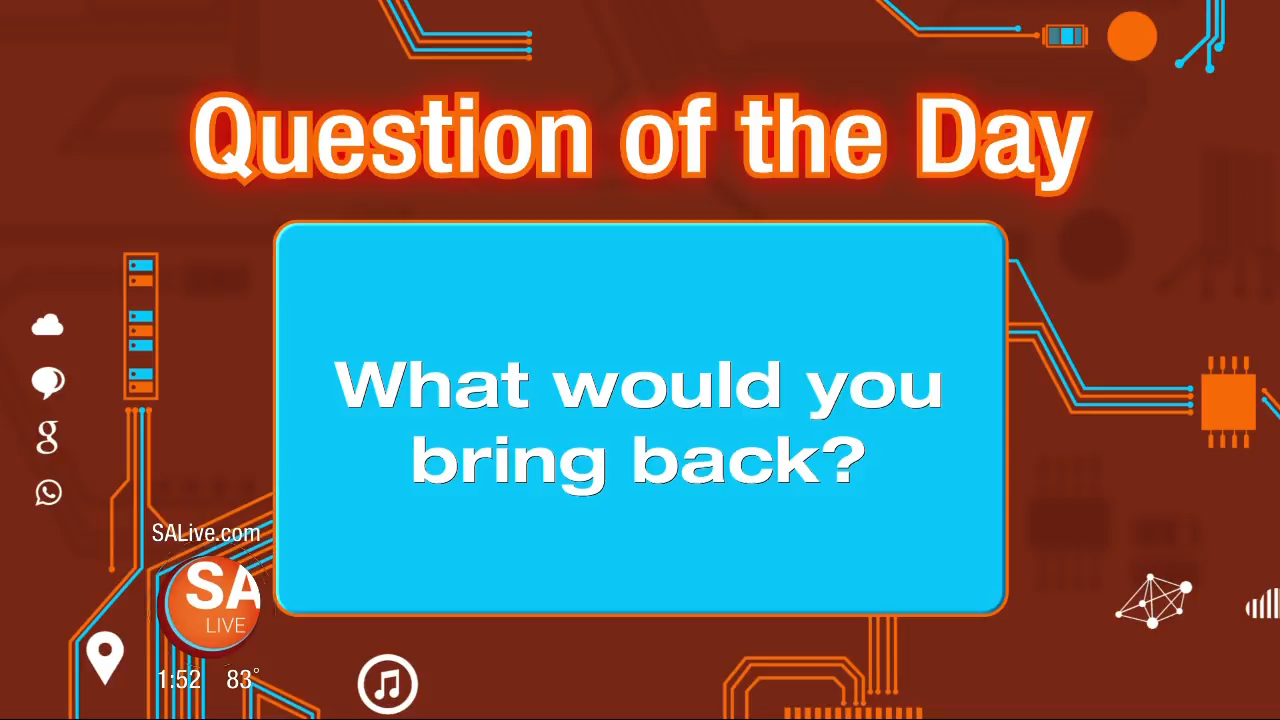 Question of the Day
What would you
bring back?
SALive.com
SA
LIVE
1:52 83°